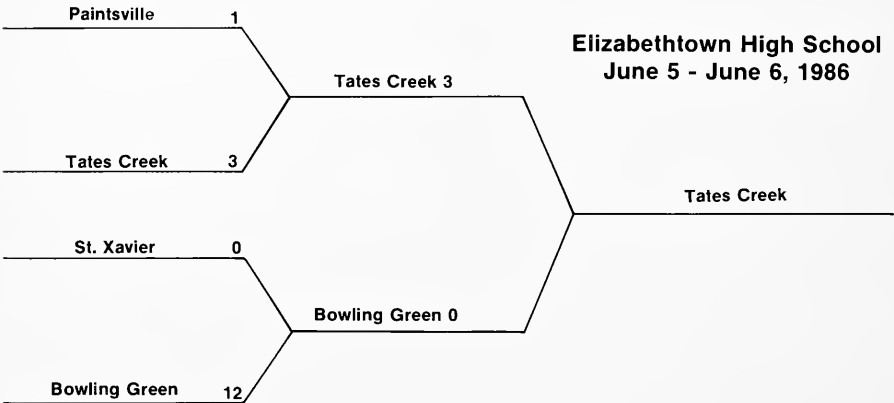 Paintsville 1
Elizabethtown High School
June 5 - June 6, 1986
Tates Creek 3
Tates Creek 3
Tates Creek
St. Xavier 0
Bowling Green 0
Bowling Green 12